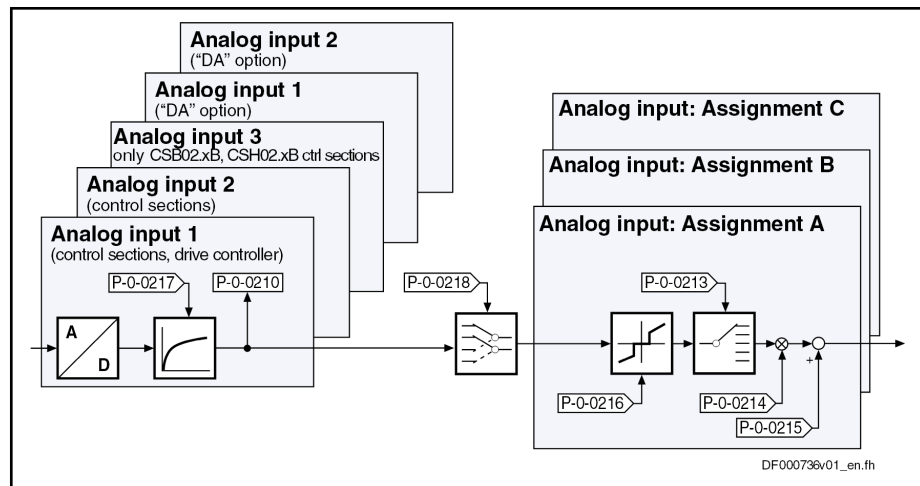 Analog input 2
("DA" option)
Analog input 1
("DA" option)
Analog input 3
only CSB02.xB, CSH02.xB ctrl sections
Analog input 2
(control sections)
Analog input 1
(control sections, drive controller)
P-0-0217
P-0-0210
A
D
P-0-0218
Analog input: Assignment C
Analog input: Assignment B
Analog input: Assignment A
P-0-0213
P-0-0216
P-0-0214
+
P-0-0215
DF000736v01_en.fh